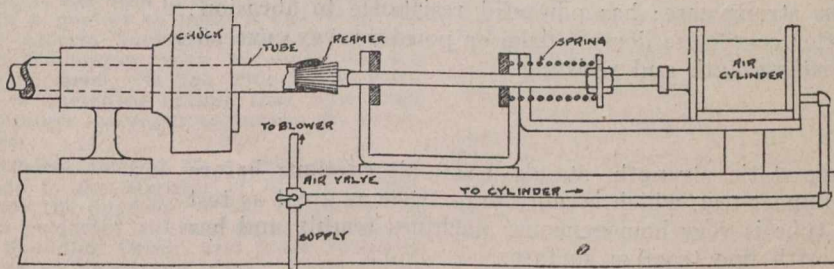 CHUCK
TUBE
REAMER
SPRING
AIR
CYLINDER
TO BLOWER
AIR VALVE
TO CYLINDER
SUPPLY